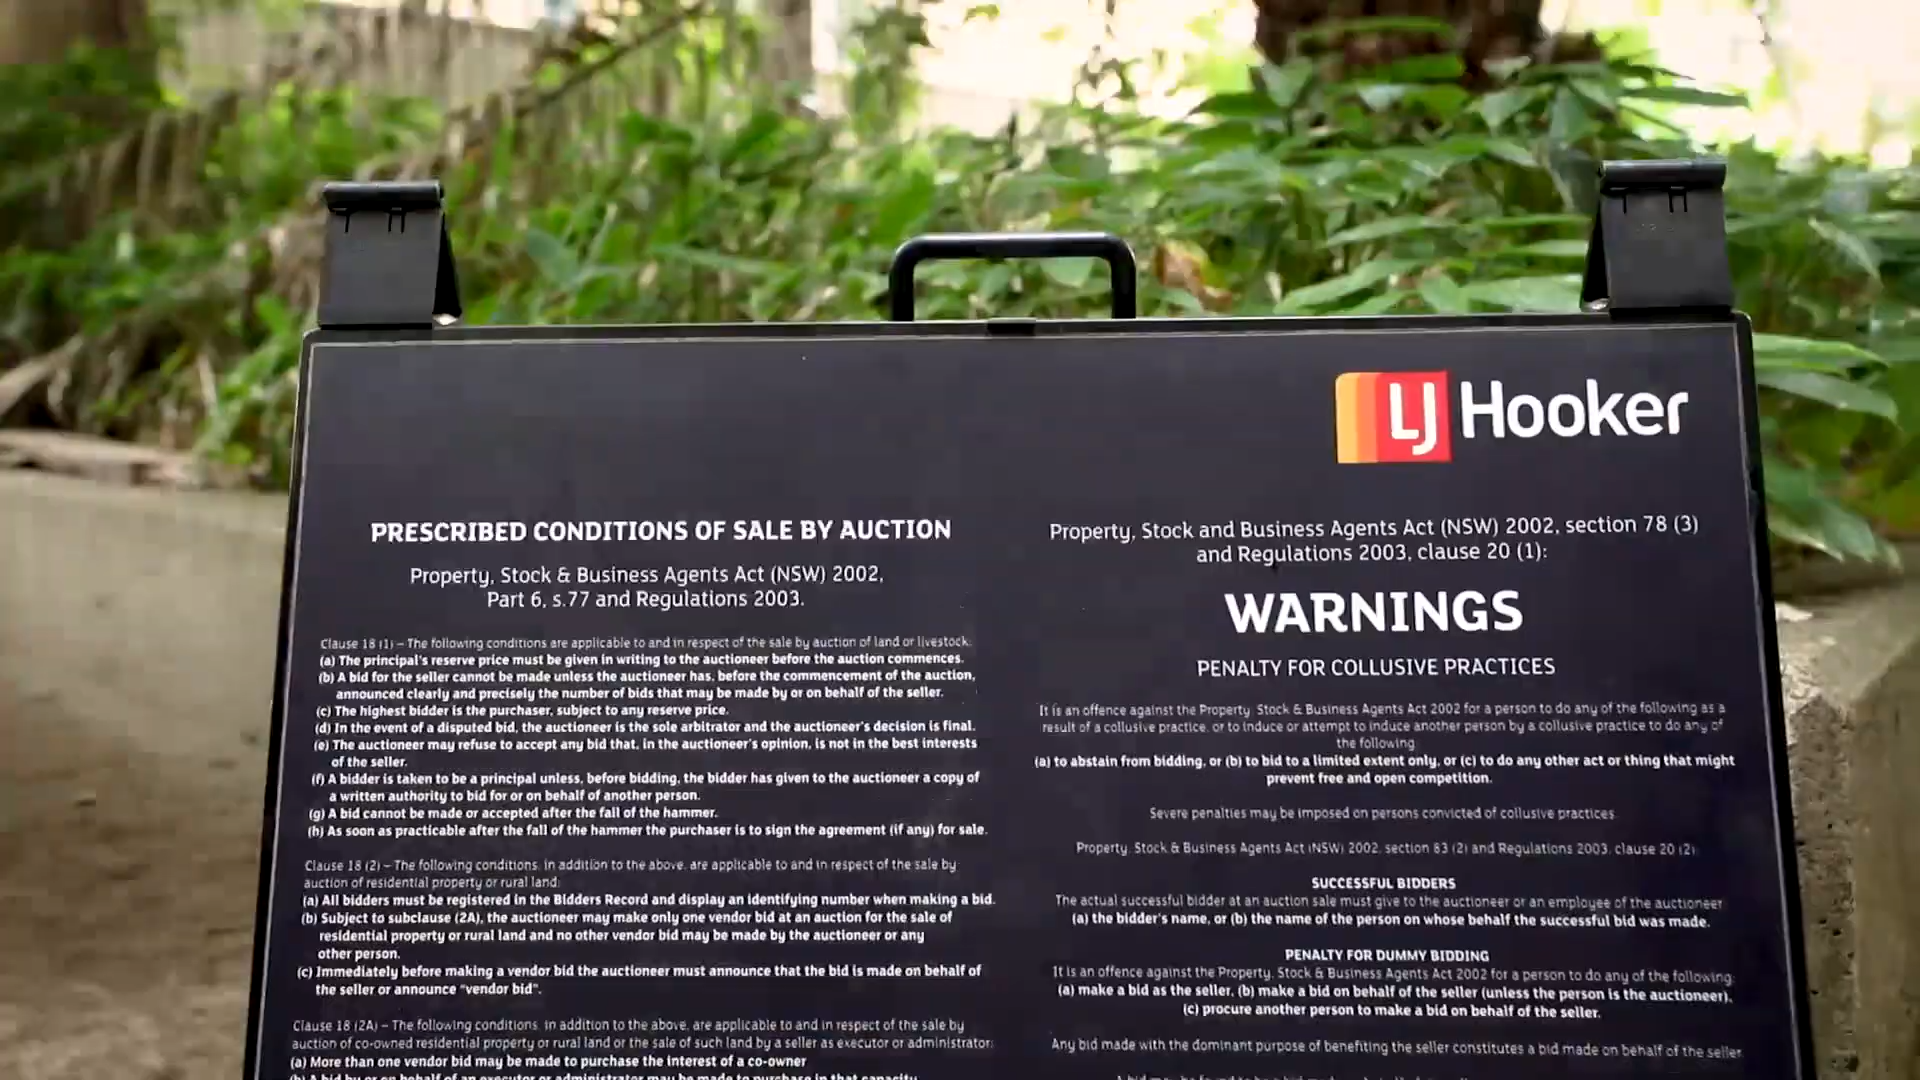 LJ Hooker
PRESCRIBED CONDITIONS OF SALE BY AUCTION
Property, Stock & Business Agents Act (NSW) 2002,
Part 6, s.77 and Regulations 2003.
Clause 18 (1) – The following conditions are applicable to and in respect of the sale by auction of land or livestock:
(a) The principal's reserve price must be given in writing to the auctioneer before the auction commences.
(b) A bid for the seller cannot be made unless the auctioneer has, before the commencement of the auction,
announced clearly and precisely the number of bids that may be made by or on behalf of the seller.
(c) The highest bidder is the purchaser, subject to any reserve price.
(d) In the event of a disputed bid, the auctioneer is the sole arbitrator and the auctioneer's decision is final.
(e) The auctioneer may refuse to accept any bid that, in the auctioneer's opinion, is not in the best interests
of the seller.
(f) A bidder is taken to be a principal unless, before bidding, the bidder has given to the auctioneer a copy of
a written authority to bid for or on behalf of another person.
(g) A bid cannot be made or accepted after the fall of the hammer.
(h) As soon as practicable after the fall of the hammer the purchaser is to sign the agreement (if any) for sale.
Clause 18 (2) – The following conditions, in addition to the above, are applicable to and in respect of the sale by
auction of residential property or rural land:
(a) All bidders must be registered in the Bidders Record and display an identifying number when making a bid.
(b) Subject to subclause (2A), the auctioneer may make only one vendor bid at an auction for the sale of
residential property or rural land and no other vendor bid may be made by the auctioneer or any
other person.
(c) Immediately before making a vendor bid the auctioneer must announce that the bid is made on behalf of
the seller or announce "vendor bid".
Clause 18 (2A) – The following conditions, in addition to the above, are applicable to and in respect of the sale by
auction of co-owned residential property or rural land or the sale of such land by a seller as executor or administrator:
(a) More than one vendor bid may be made to purchase the interest of a co-owner
(b) A bid by or on behalf of an executor or administrator may be made to purchase in that capacity
Property, Stock and Business Agents Act (NSW) 2002, section 78 (3)
and Regulations 2003, clause 20 (1):
WARNINGS
PENALTY FOR COLLUSIVE PRACTICES
It is an offence against the Property, Stock & Business Agents Act 2002 for a person to do any of the following as a
result of a collusive practice, or to induce or attempt to induce another person by a collusive practice to do any of
the following:
(a) to abstain from bidding, or (b) to bid to a limited extent only, or (c) to do any other act or thing that might
prevent free and open competition.
Severe penalties may be imposed on persons convicted of collusive practices.
Property, Stock & Business Agents Act (NSW) 2002, section 83 (2) and Regulations 2003, clause 20 (2):
SUCCESSFUL BIDDERS
The actual successful bidder at an auction sale must give to the auctioneer or an employee of the auctioneer
(a) the bidder's name, or (b) the name of the person on whose behalf the successful bid was made.
PENALTY FOR DUMMY BIDDING
It is an offence against the Property, Stock & Business Agents Act 2002 for a person to do any of the following:
(a) make a bid as the seller, (b) make a bid on behalf of the seller (unless the person is the auctioneer),
(c) procure another person to make a bid on behalf of the seller.
Any bid made with the dominant purpose of benefiting the seller constitutes a bid made on behalf of the seller